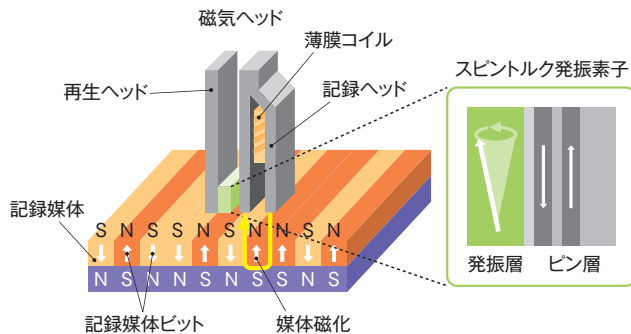 磁気ヘッド
薄膜コイル
再生ヘッド
記録ヘッド
スピントルク発振素子
記録媒体
S N S S N S N N S N
N S N N S N S S N S
発振層 ピン層
記録媒体ビット
媒体磁化